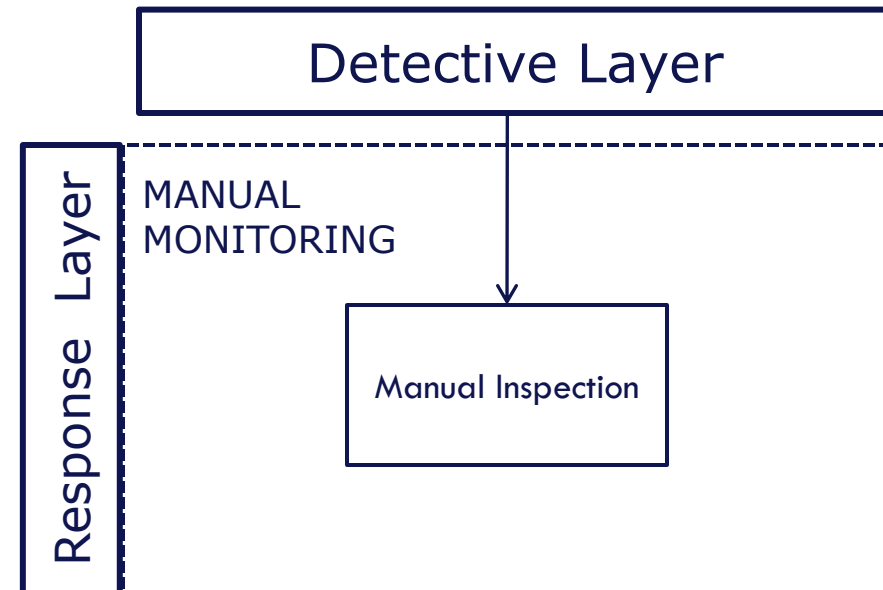 Detective Layer
Response Layer
MANUAL
MONITORING
Manual Inspection